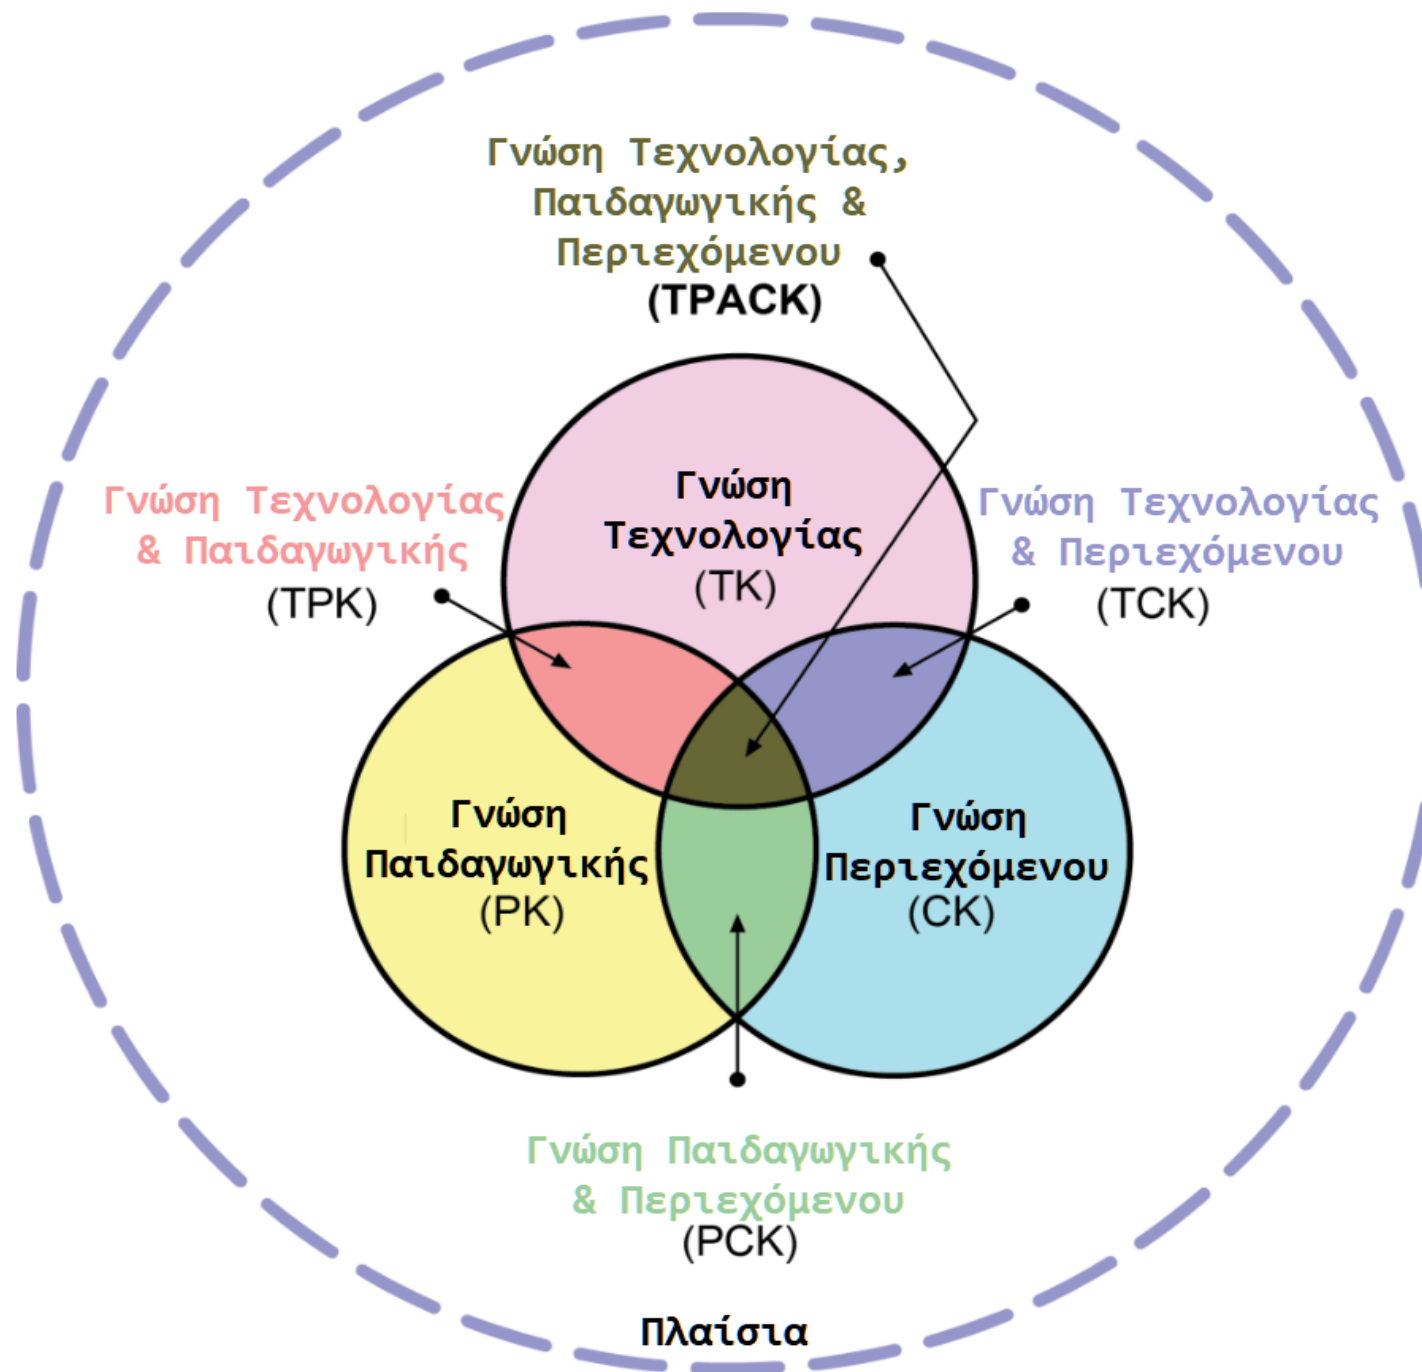 Γνώση Τεχνολογίας,
Παιδαγωγικής &
Περιεχόμενου
(TPACK)
Γνώση Τεχνολογίας
& Παιδαγωγικής
(TPK)
Γνώση
Τεχνολογίας
(TK)
Γνώση Τεχνολογίας
& Περιεχόμενου
(TCK)
Γνώση
Παιδαγωγικής
(PK)
Γνώση
Περιεχόμενου
(CK)
Γνώση Παιδαγωγικής
& Περιεχόμενου
(PCK)
Πλαίσια